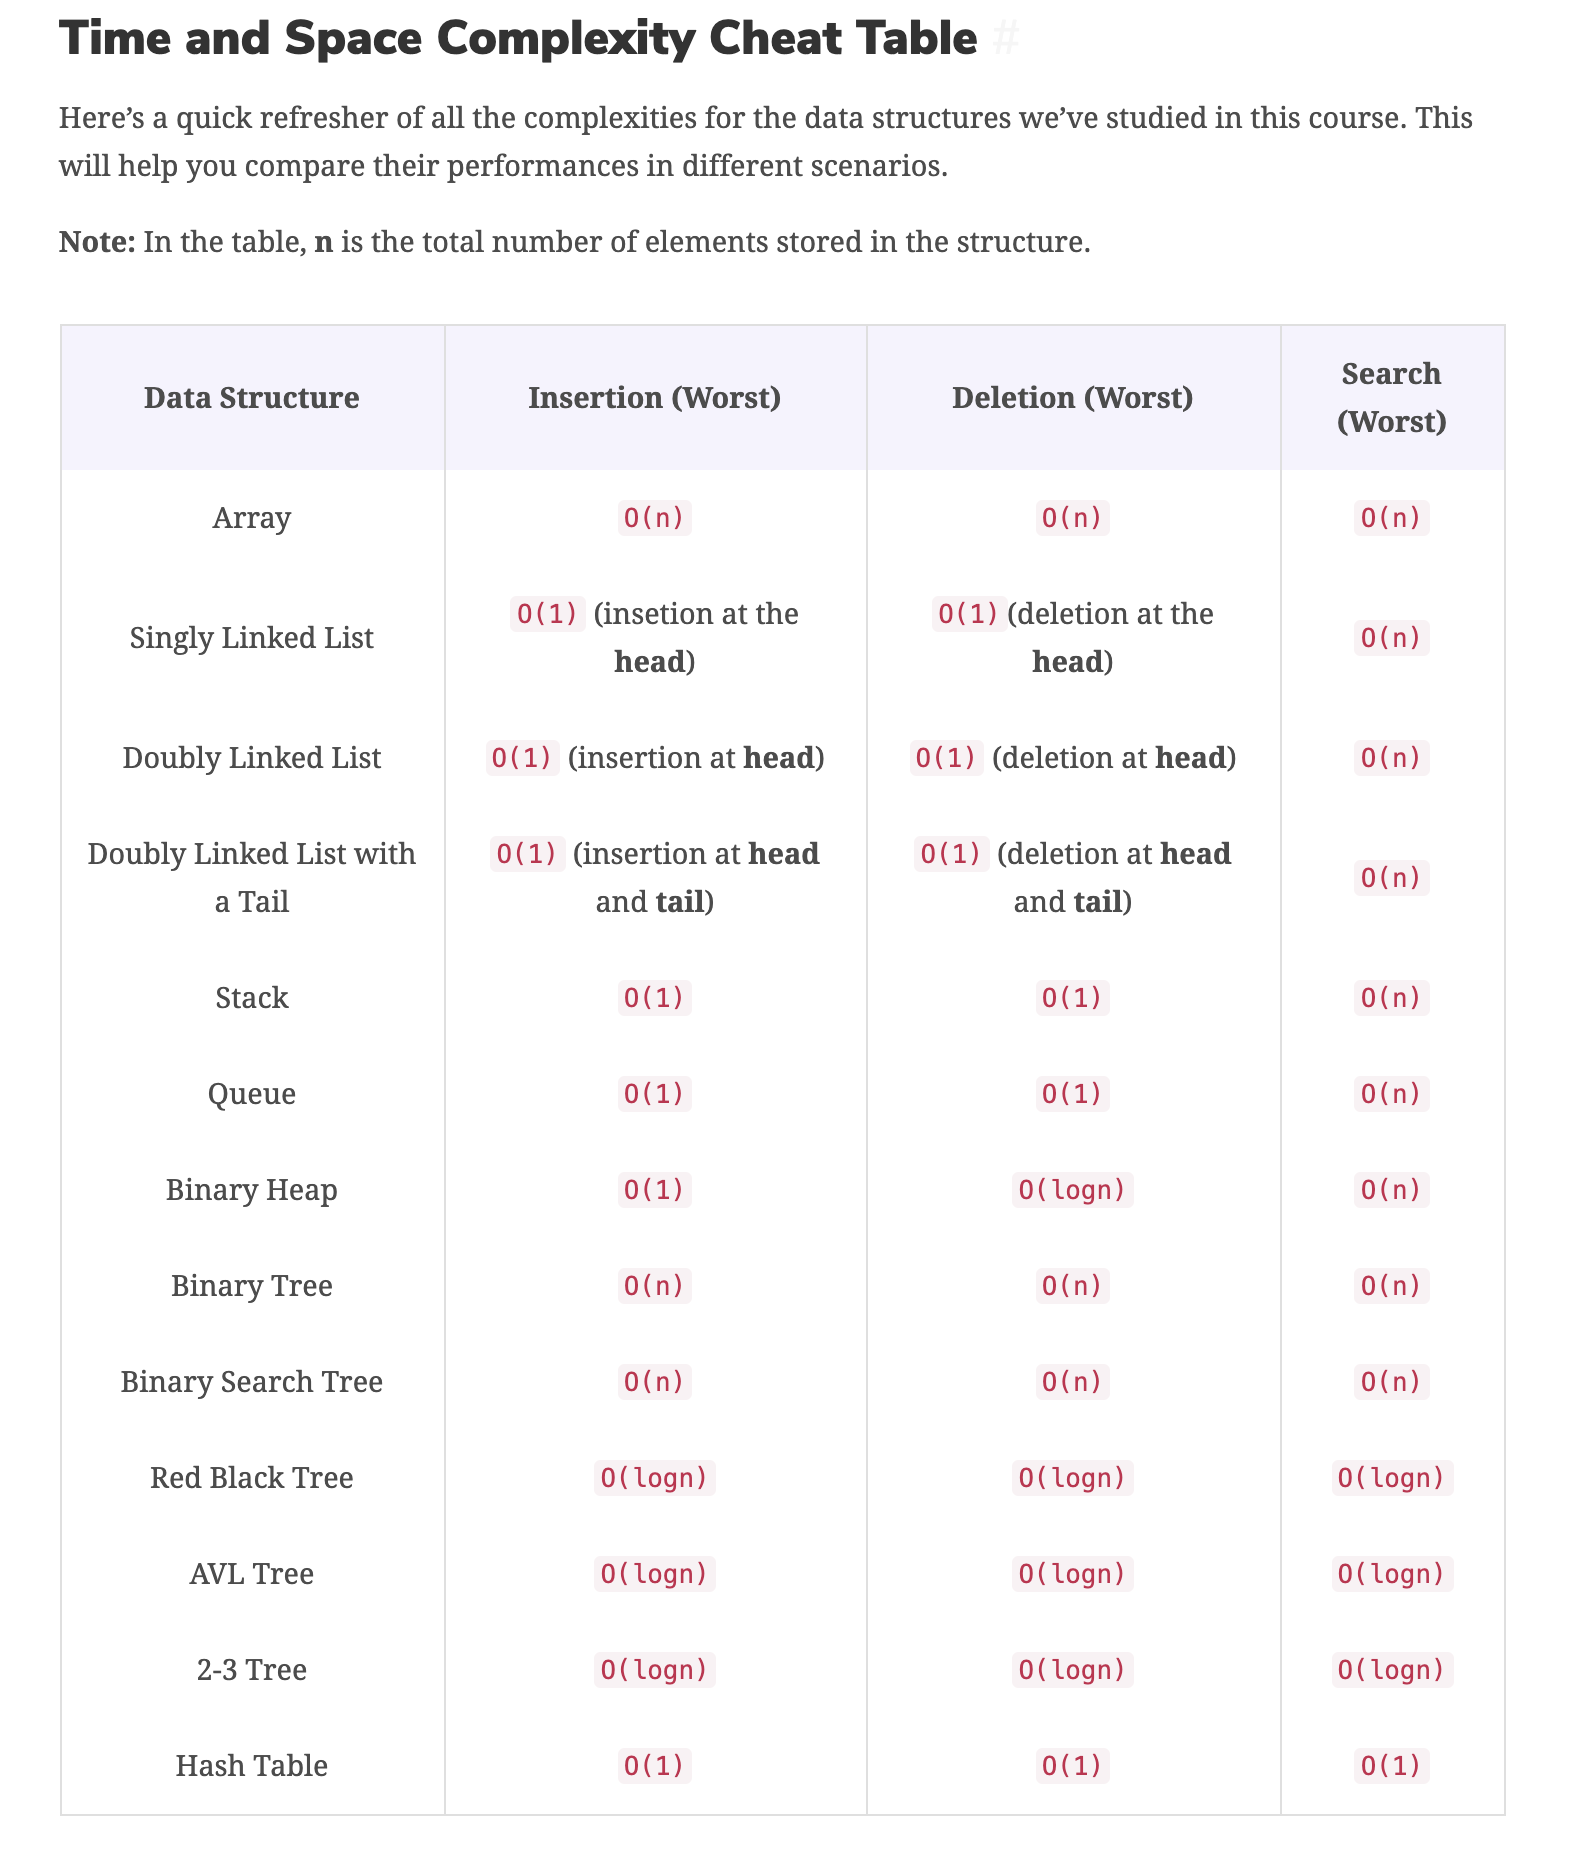 Time and Space Complexity Cheat Table #
Here’s a quick refresher of all the complexities for the data structures we’ve studied in this course. This
will help you compare their performances in different scenarios.
Note: In the table, n is the total number of elements stored in the structure.
Data Structure Insertion (Worst) Deletion (Worst) Search (Worst)
Array O(n) O(n) O(n)
Singly Linked List O(1) (insetion at the head) O(1)(deletion at the head) O(n)
Doubly Linked List O(1) (insertion at head) O(1) (deletion at head) O(n)
Doubly Linked List with a Tail O(1) (insertion at head and tail) O(1) (deletion at head and tail) O(n)
Stack O(1) O(1) O(n)
Queue O(1) O(1) O(n)
Binary Heap O(1) O(logn) O(n)
Binary Tree O(n) O(n) O(n)
Binary Search Tree O(n) O(n) O(n)
Red Black Tree O(logn) O(logn) O(logn)
AVL Tree O(logn) O(logn) O(logn)
2-3 Tree O(logn) O(logn) O(logn)
Hash Table O(1) O(1) O(1)